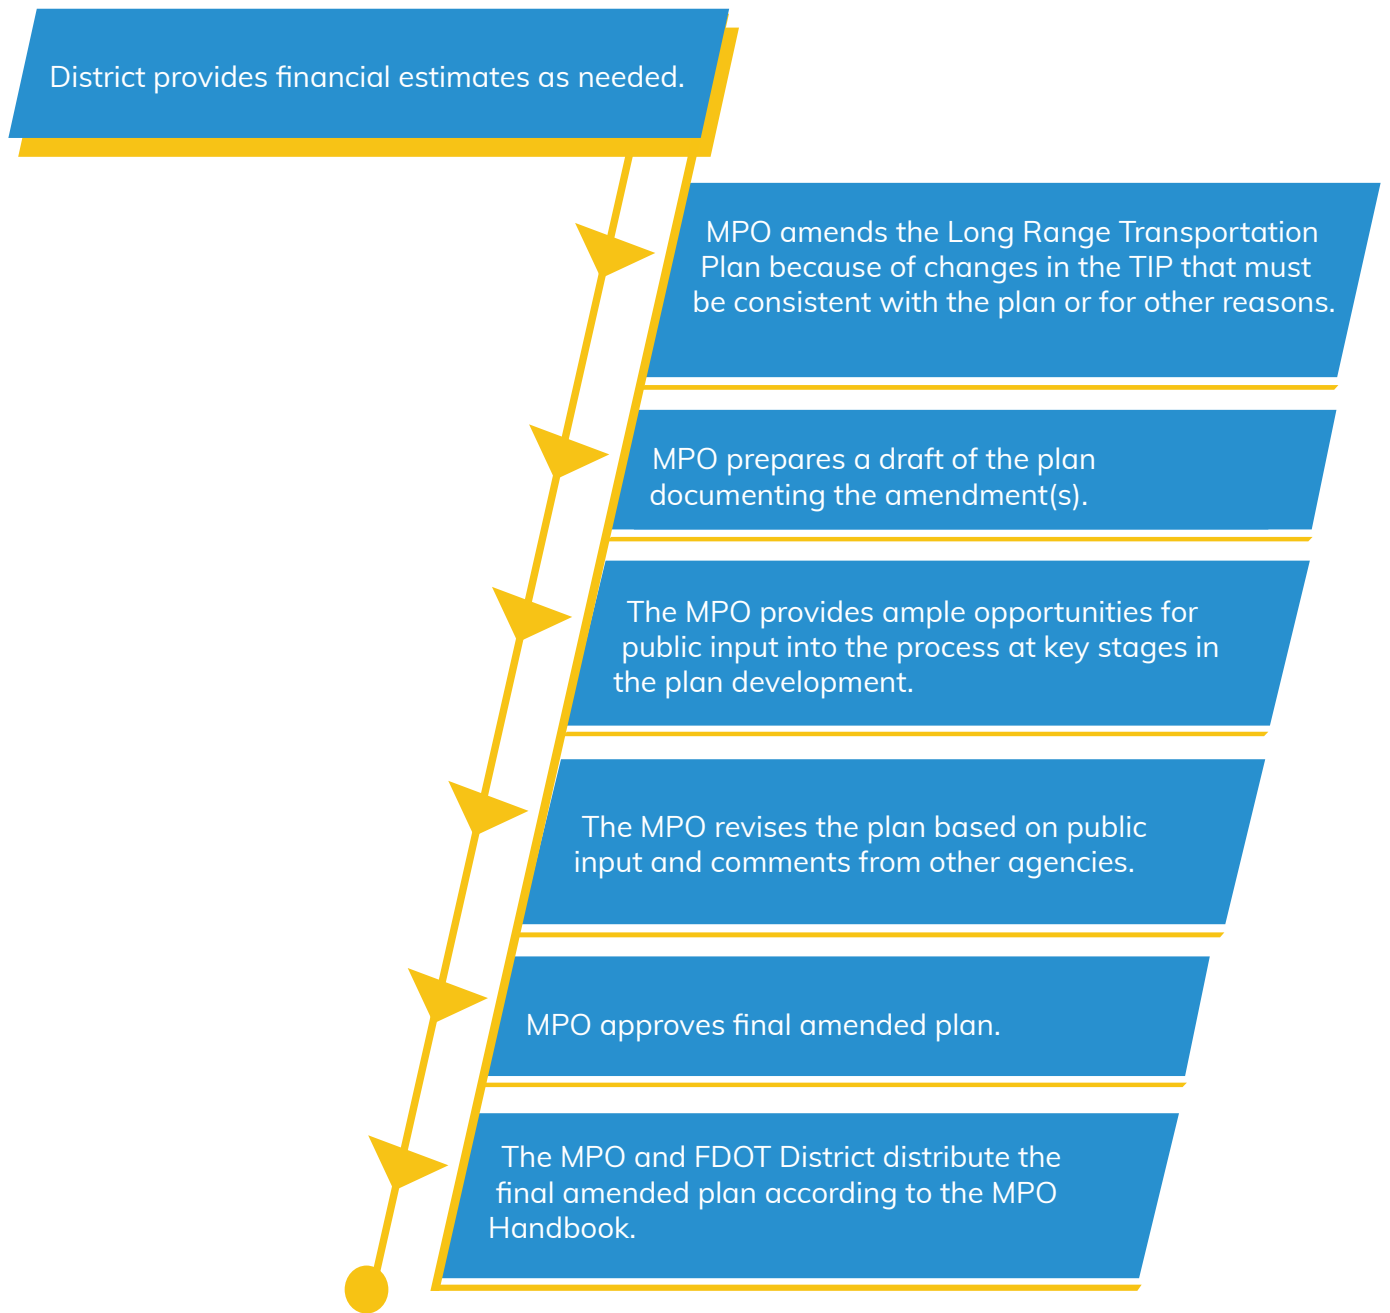 District provides financial estimates as needed.
MPO amends the Long Range Transportation
Plan because of changes in the TIP that must
be consistent with the plan or for other reasons.
MPO prepares a draft of the plan
documenting the amendment(s).
The MPO provides ample opportunities for
public input into the process at key stages in
the plan development.
The MPO revises the plan based on public
input and comments from other agencies.
MPO approves final amended plan.
The MPO and FDOT District distribute the
final amended plan according to the MPO
Handbook.